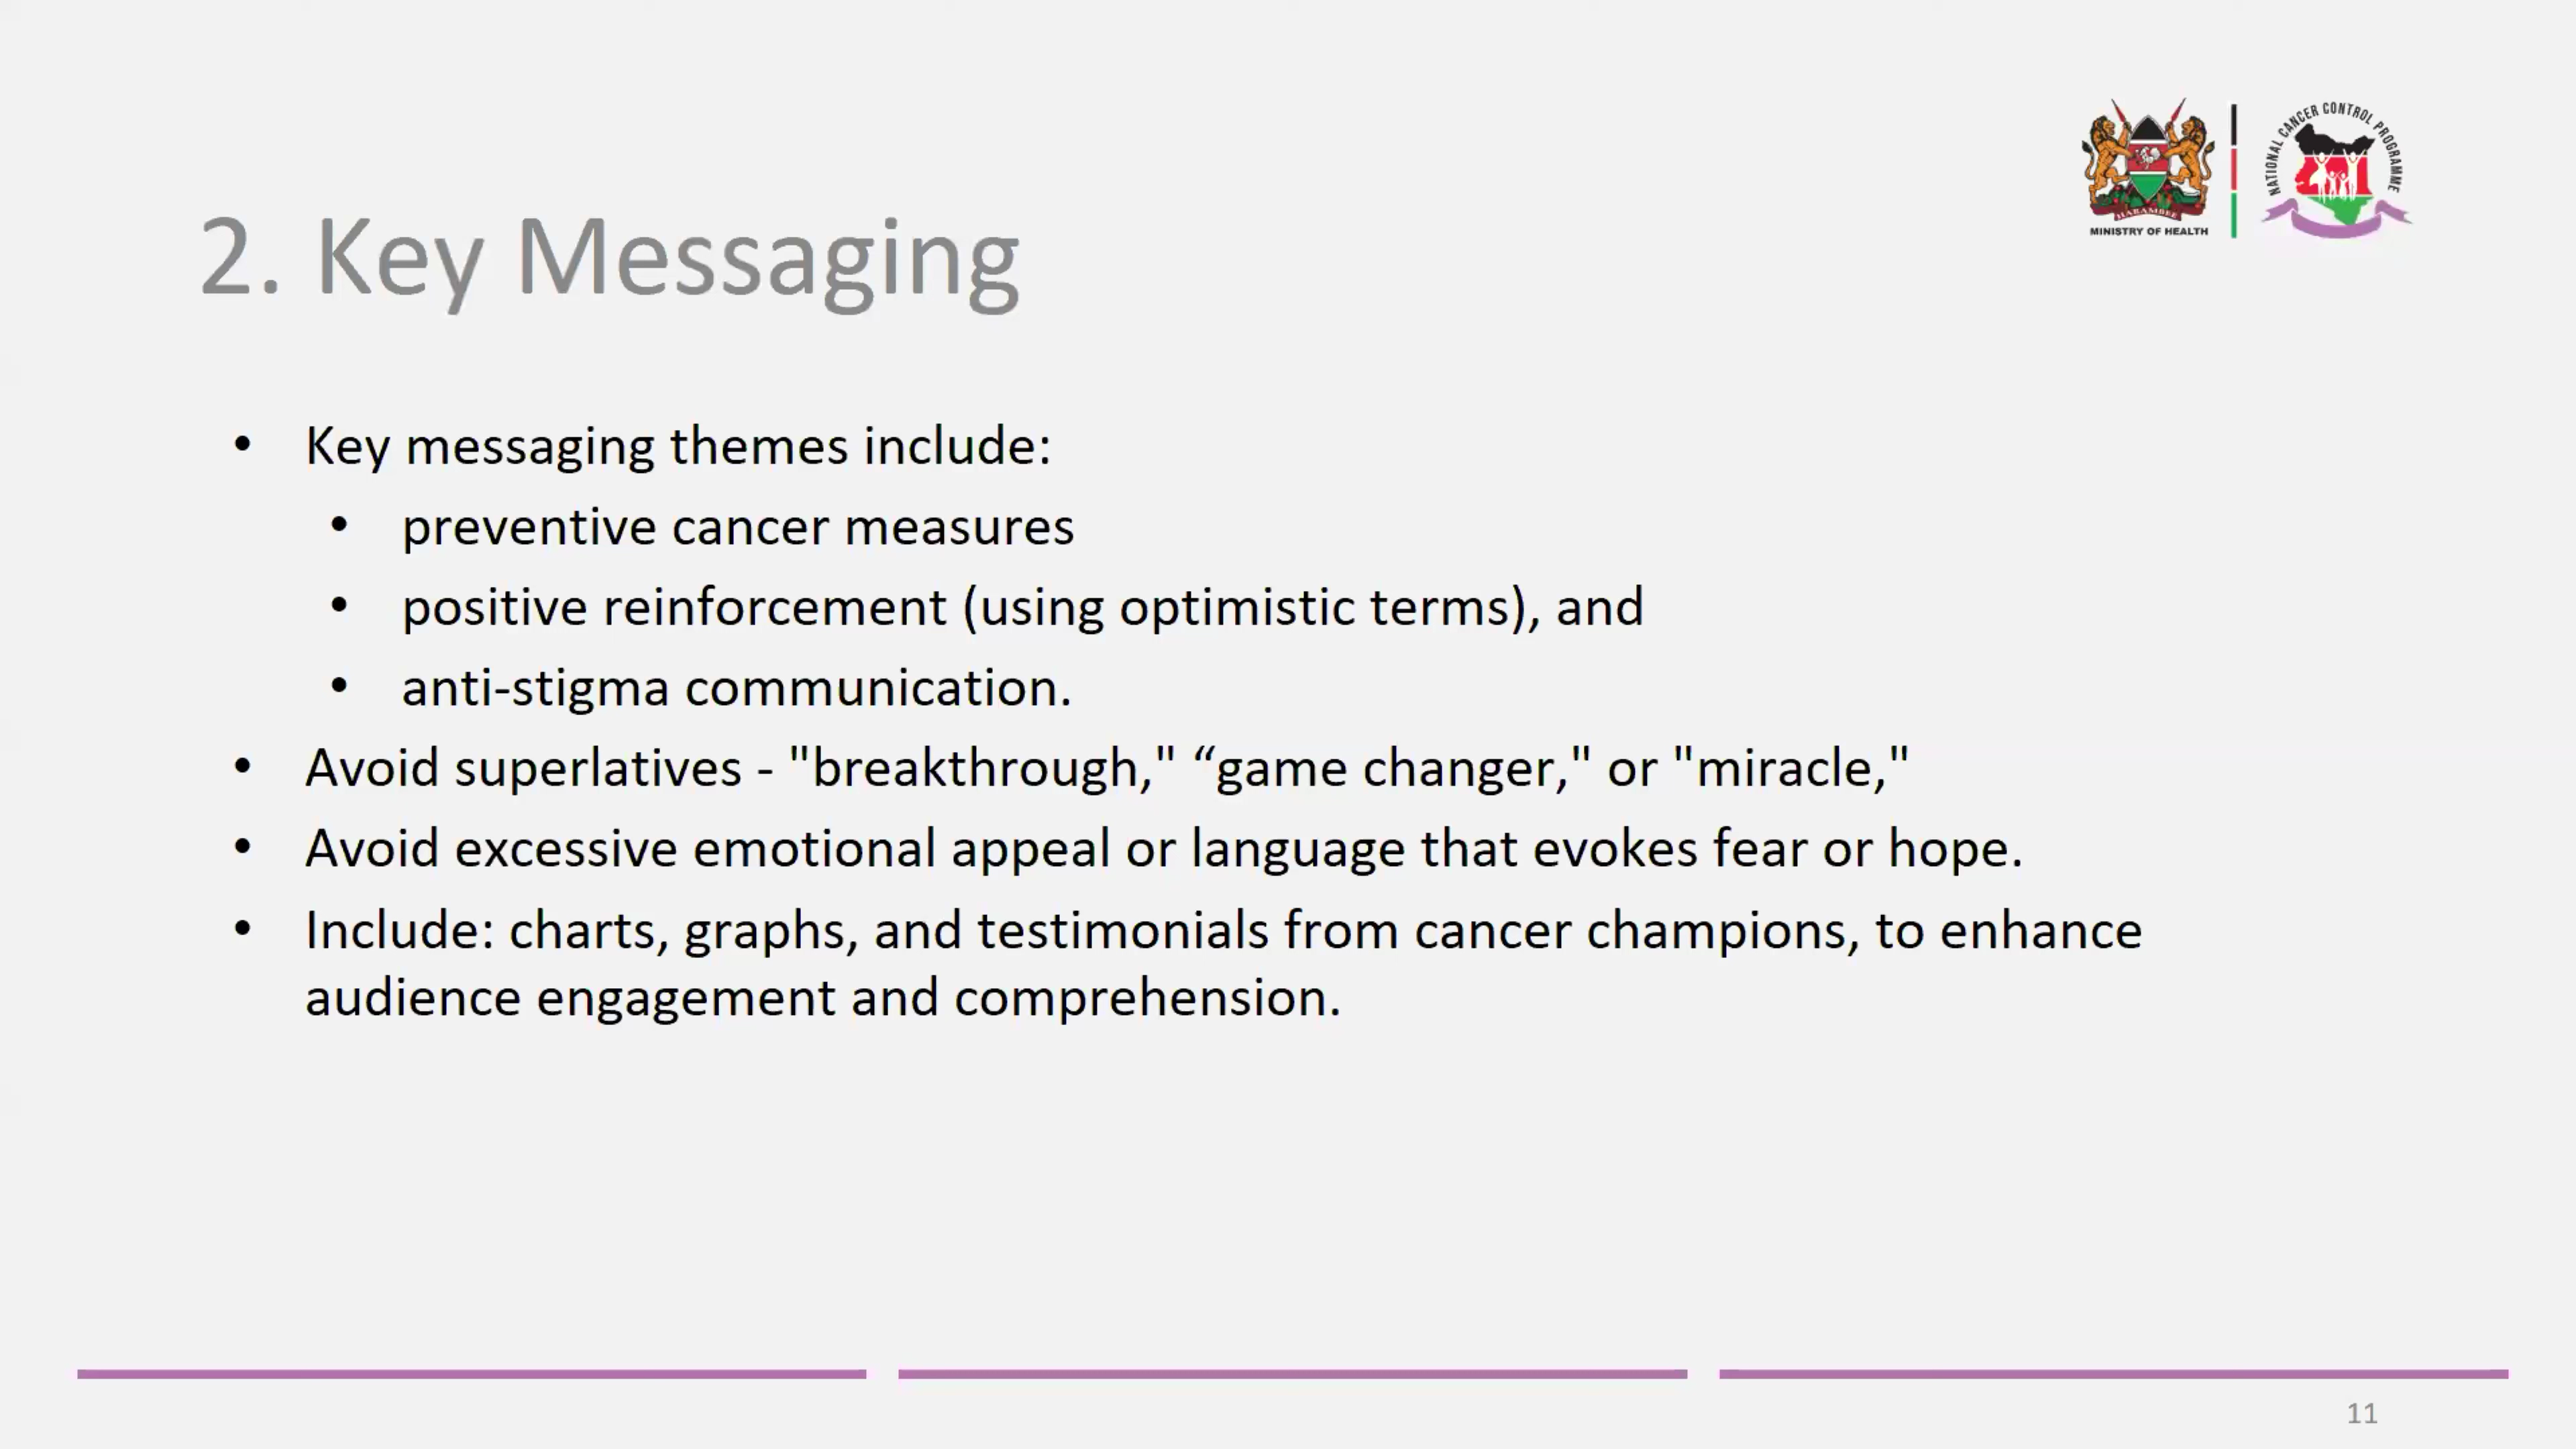 HARAMBEE
MINISTRY OF HEALTH
NATIONAL CANCER CONTROL PROGRAMME
2. Key Messaging
• Key messaging themes include:
• preventive cancer measures
• positive reinforcement (using optimistic terms), and
• anti-stigma communication.
• Avoid superlatives - "breakthrough," “game changer," or "miracle,"
• Avoid excessive emotional appeal or language that evokes fear or hope.
• Include: charts, graphs, and testimonials from cancer champions, to enhance
audience engagement and comprehension.
11